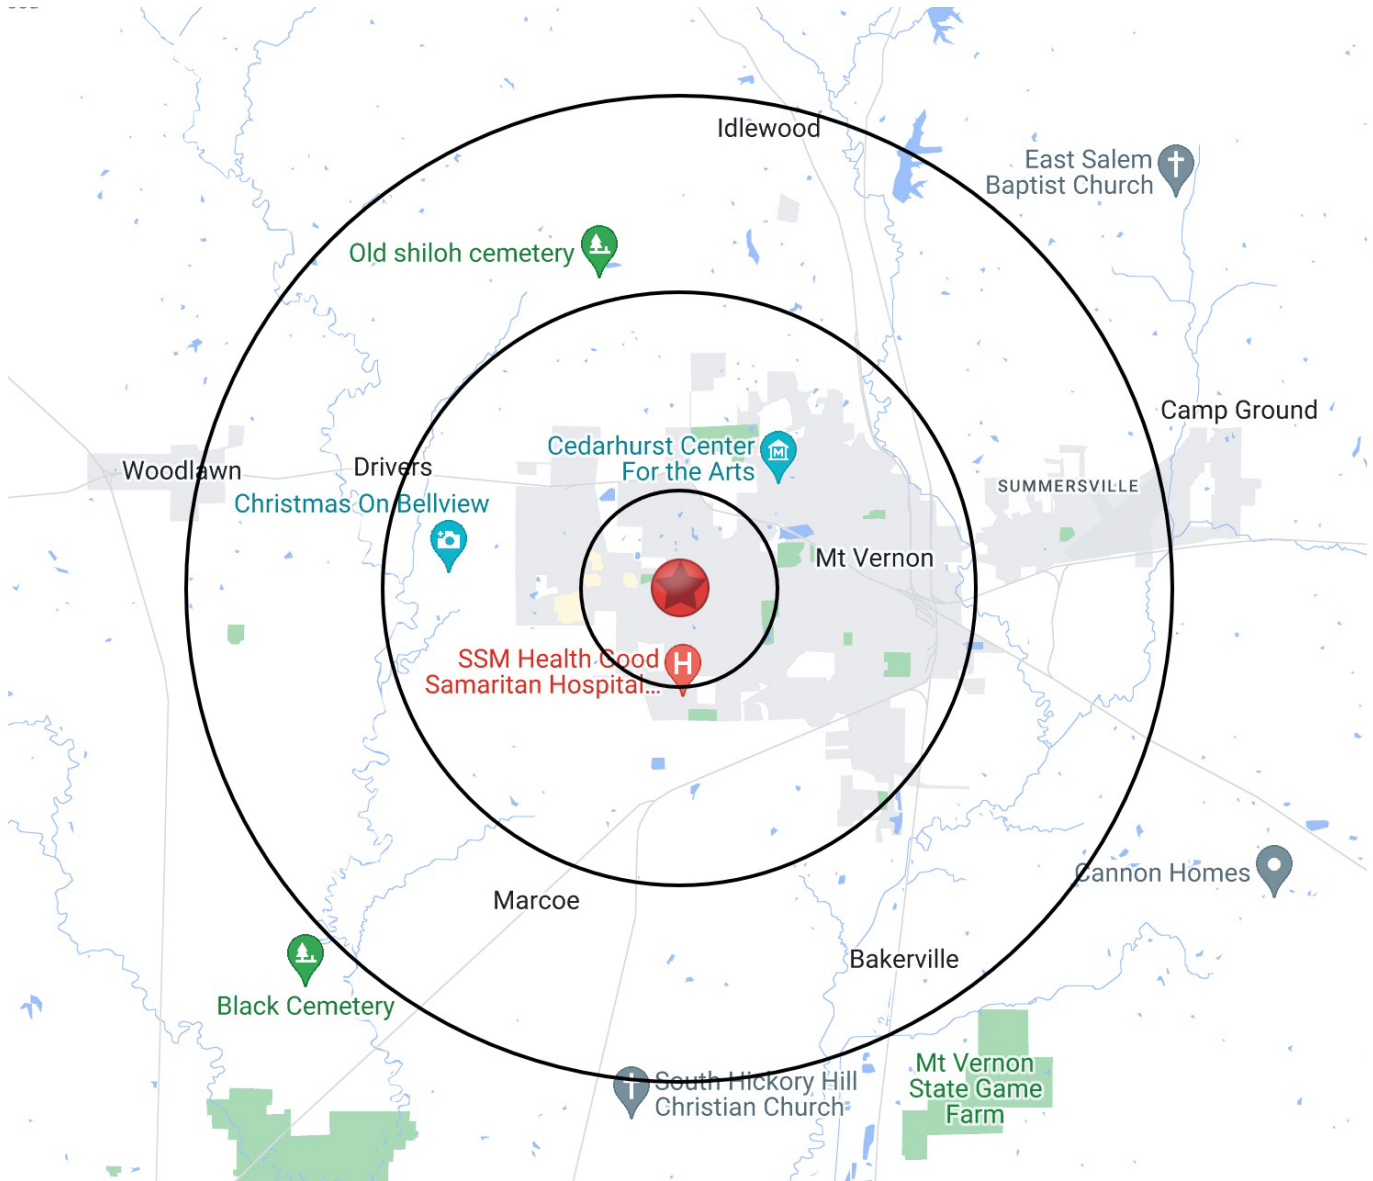 Idlewood
East Salem
Baptist Church
Old shiloh cemetery
Camp Ground
Cedarhurst Center
For the Arts
Woodlawn
Drivers
SUMMERSVILLE
Christmas On Bellview
Mt Vernon
SSM Health Good
Samaritan Hospital...
H
Cannon Homes
Marcoe
Bakerville
Black Cemetery
Mt Vernon
State Game
Farm
South Hickory Hill
Christian Church